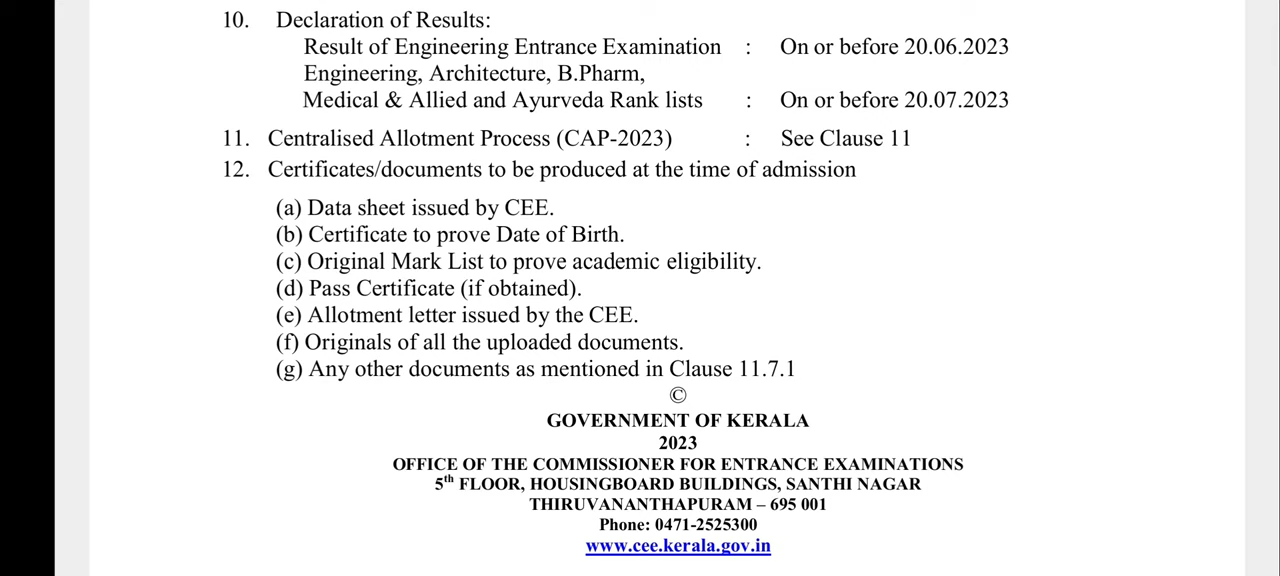 10. Declaration of Results:
Result of Engineering Entrance Examination : On or before 20.06.2023
Engineering, Architecture, B.Pharm,
Medical & Allied and Ayurveda Rank lists : On or before 20.07.2023
11. Centralised Allotment Process (CAP-2023) : See Clause 11
12. Certificates/documents to be produced at the time of admission
(a) Data sheet issued by CEE.
(b) Certificate to prove Date of Birth.
(c) Original Mark List to prove academic eligibility.
(d) Pass Certificate (if obtained).
(e) Allotment letter issued by the CEE.
(f) Originals of all the uploaded documents.
(g) Any other documents as mentioned in Clause 11.7.1
©
GOVERNMENT OF KERALA
2023
OFFICE OF THE COMMISSIONER FOR ENTRANCE EXAMINATIONS
5th FLOOR, HOUSINGBOARD BUILDINGS, SANTHI NAGAR
THIRUVANANTHAPURAM – 695 001
Phone: 0471-2525300
www.cee.kerala.gov.in